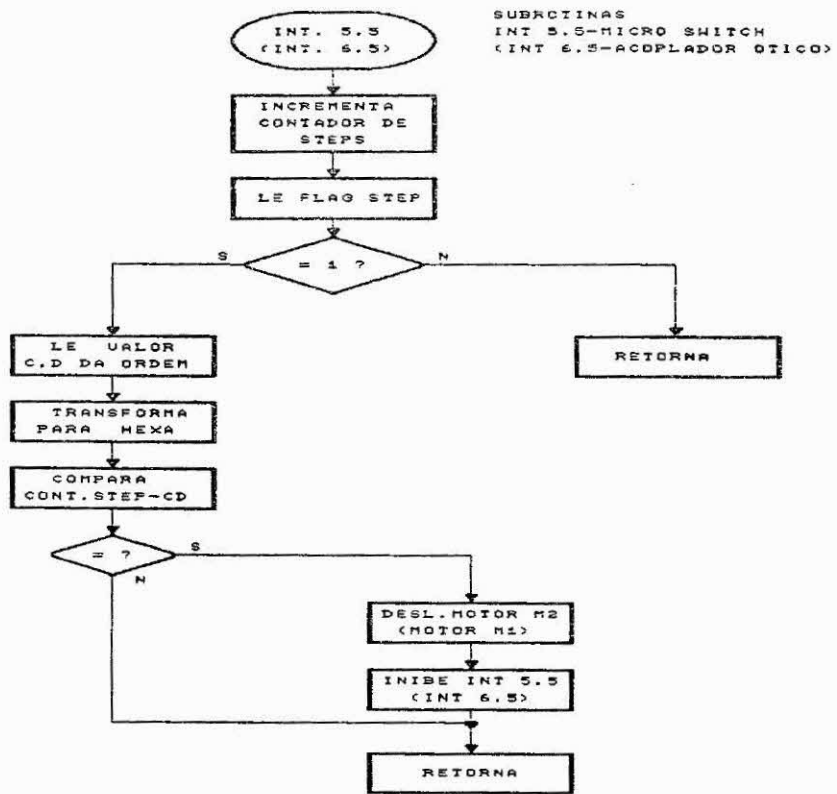 INT. 5.5
(INT. 6.5)
SUBROTINAS
INT 5.5-MICRO SWITCH
(INT 6.5-ACOPLADOR OTICO)
INCREMENTA
CONTADOR DE
STEPS
LE FLAG STEP
S
= 1 ?
N
LE VALOR
C.D DA ORDEM
RETORNA
TRANSFORMA
PARA HEXA
COMPARA
CONT.STEP-CD
= ?
S
N
DESL.MOTOR M2
(MOTOR M1)
INIBE INT 5.5
(INT 6.5)
RETORNA